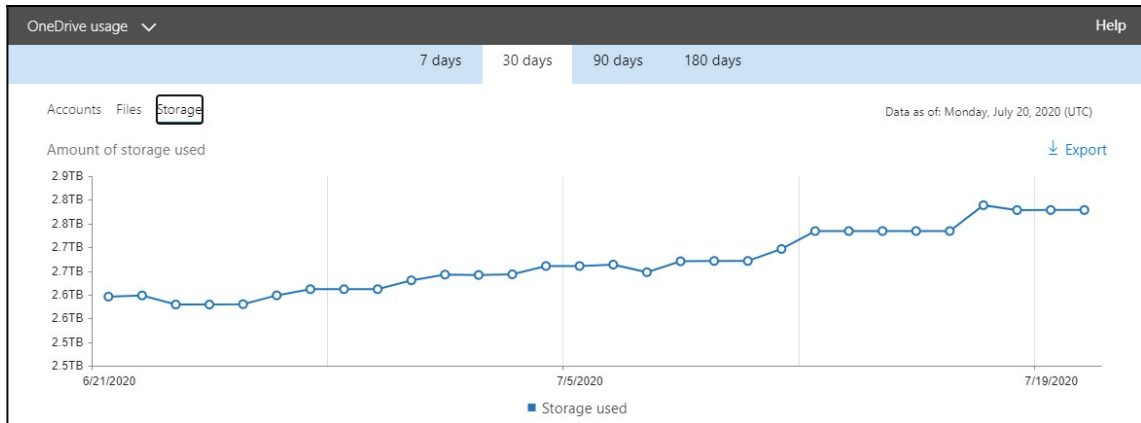 OneDrive usage Help
7 days 30 days 90 days 180 days
Accounts Files Storage Data as of: Monday, July 20, 2020 (UTC)
Amount of storage used Export
2.9TB
2.8TB
2.8TB
2.7TB
2.7TB
2.6TB
2.6TB
2.5TB
2.5TB
6/21/2020 7/5/2020 7/19/2020
Storage used